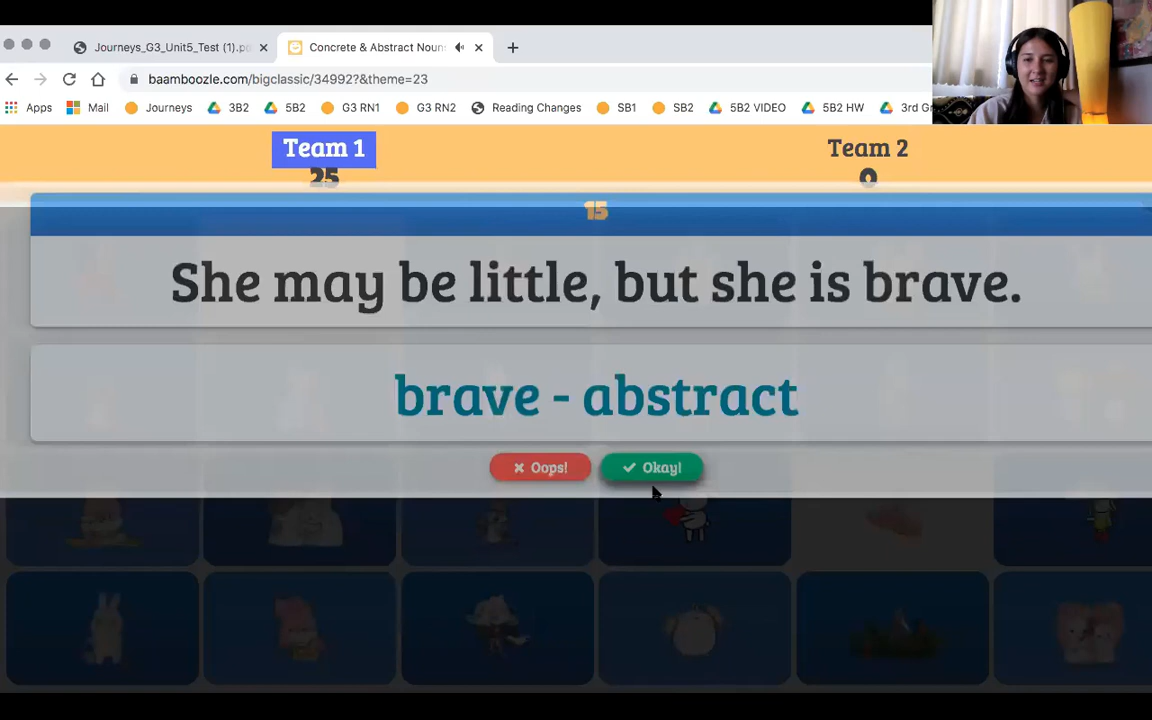 Journeys_G3_Unit5_Test (1).p
Concrete & Abstract Noun
baamboozle.com/bigclassic/34992?&theme=23
Apps Mail Journeys 3B2 5B2 G3 RN1 G3 RN2 Reading Changes SB1 SB2 5B2 VIDEO 5B2 HW 3rd Gra
Team 1 Team 2
25 0
15
She may be little, but she is brave.
brave - abstract
Oops! Okay!